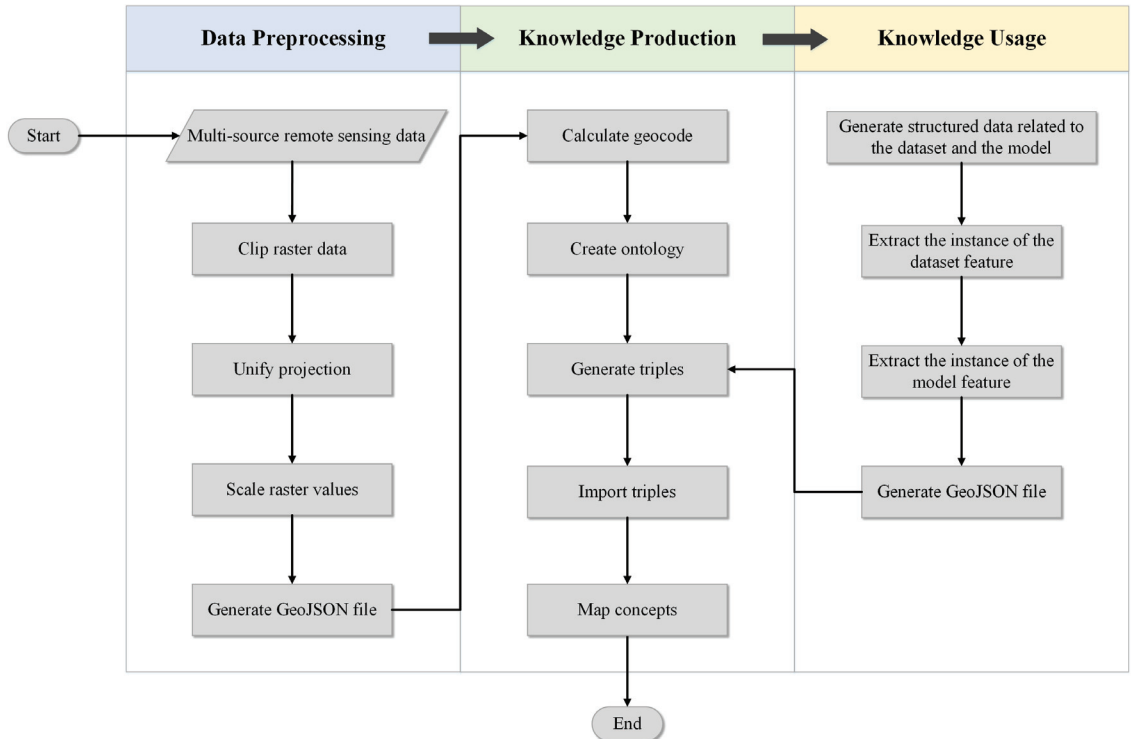 Data Preprocessing
Knowledge Production
Knowledge Usage
Start
Multi-source remote sensing data
Clip raster data
Unify projection
Scale raster values
Generate GeoJSON file
Calculate geocode
Create ontology
Generate triples
Import triples
Map concepts
End
Generate structured data related to
the dataset and the model
Extract the instance of the
dataset feature
Extract the instance of the
model feature
Generate GeoJSON file